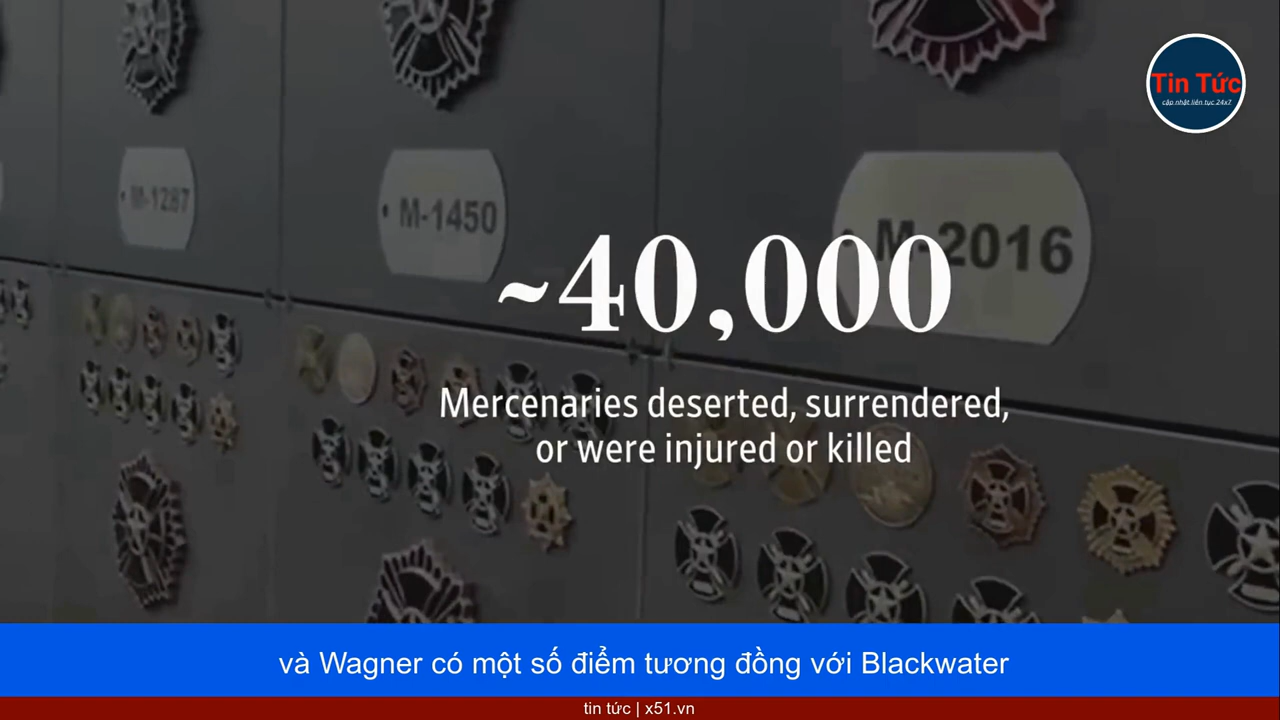 Tin Tức
cập.nhật.liên.tục.24x7
M-1287
M-1450
M-2016
~40,000
Mercenaries deserted, surrendered,
or were injured or killed
và Wagner có một số điểm tương đồng với Blackwater
tin tức | x51.vn